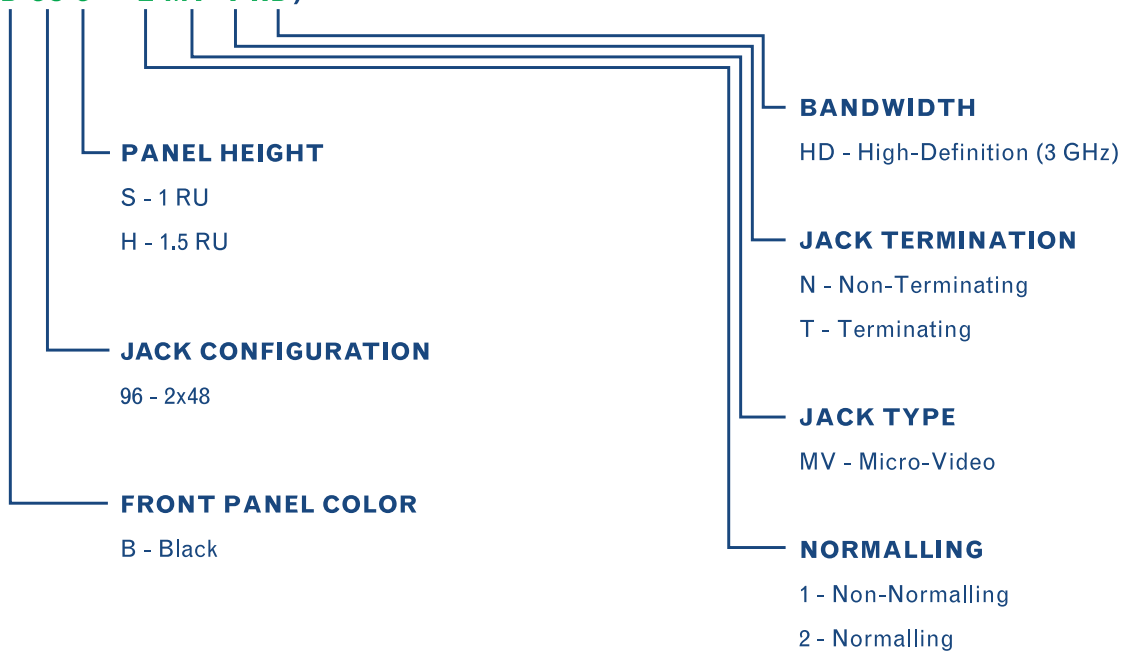 PANEL HEIGHT
S - 1 RU
H - 1.5 RU
JACK CONFIGURATION
96 - 2x48
FRONT PANEL COLOR
B - Black
BANDWIDTH
HD - High-Definition (3 GHz)
JACK TERMINATION
N - Non-Terminating
T - Terminating
JACK TYPE
MV - Micro-Video
NORMALLING
1 - Non-Normalling
2 - Normalling